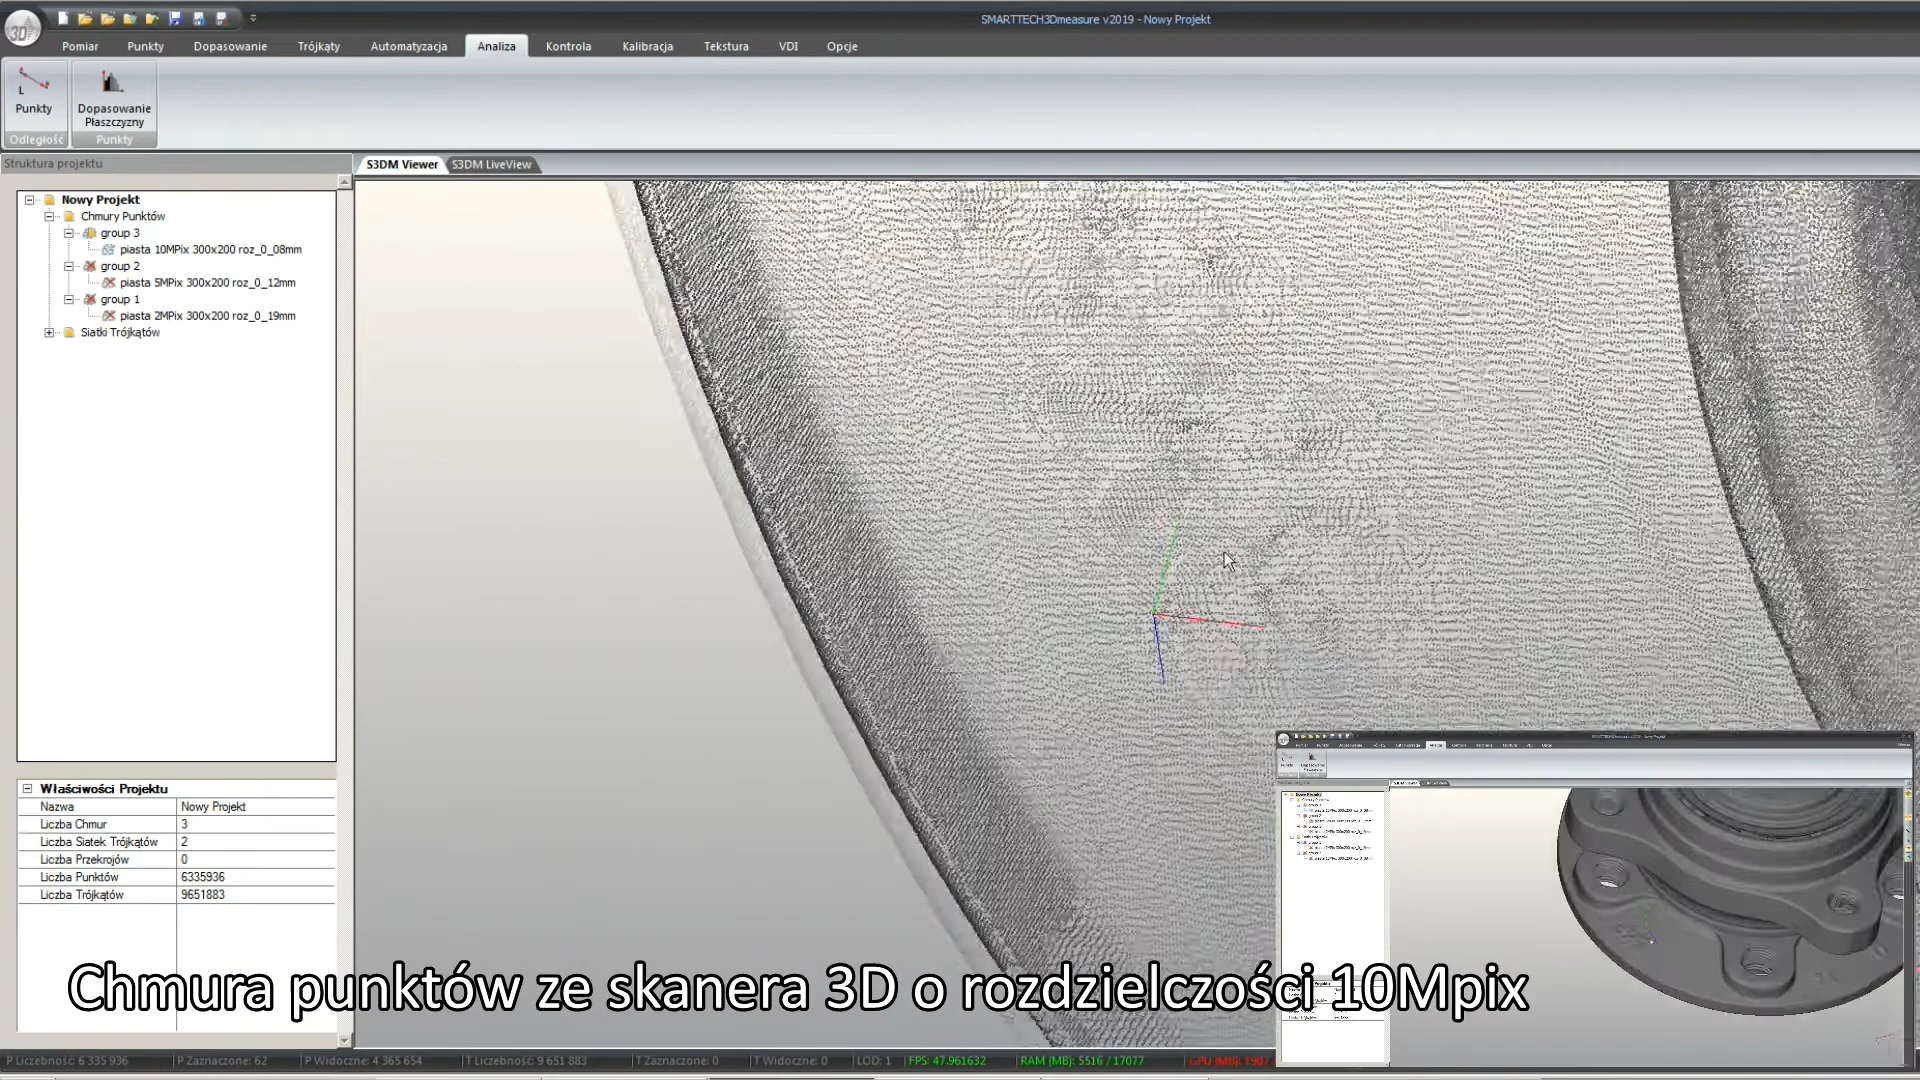 SMARTTECH3Dmeasure v2019 - Nowy Projekt
Pomiar Punkty Dopasowanie Trójkąty Automatyzacja Analiza Kontrola Kalibracja Tekstura VDI Opcje
L
Punkty
Dopasowanie
Płaszczyzny
Odległość
Punkty
Struktura projektu
S3DM Viewer S3DM LiveView
Nowy Projekt
Chmury Punktów
group 3
piasta 10MPix 300x200 roz_0_08mm
group 2
piasta 5MPix 300x200 roz_0_12mm
group 1
piasta 2MPix 300x200 roz_0_19mm
Siatki Trójkątów
Właściwości Projektu
Nazwa Nowy Projekt
Liczba Chmur 3
Liczba Siatek Trójkątów 2
Liczba Przekrojów 0
Liczba Punktów 6335936
Liczba Trójkątów 9651883
Chmura punktów ze skanera 3D o rozdzielczości 10Mpix
P Liczebność: 6 335 936 P Zaznaczone: 62 P Widoczne: 4 365 654 T Liczebność: 9 651 883 T Zaznaczone: 0 T Widoczne: 0 LOD: 1 FPS: 47.961632 RAM (MB): 5516 / 17077 GPU (MB): 1907